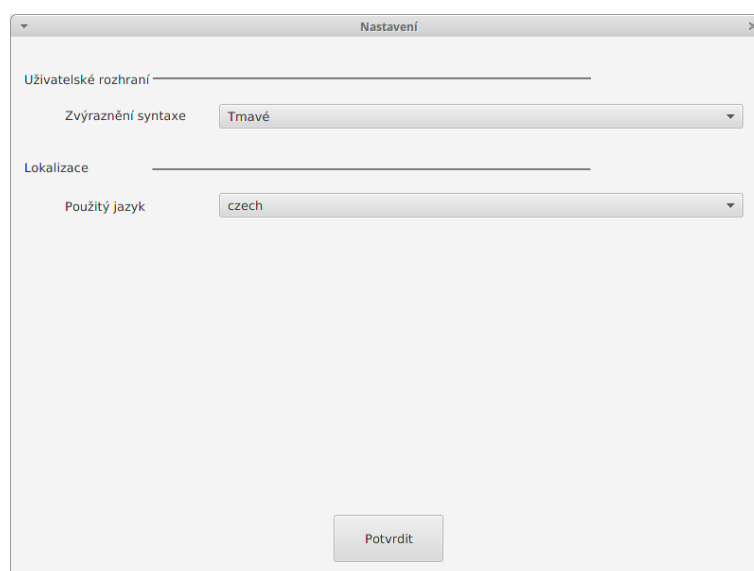 Nastavení
Uživatelské rozhraní
Zvýraznění syntaxe Tmavé
Lokalizace
Použitý jazyk czech
Potvrdit